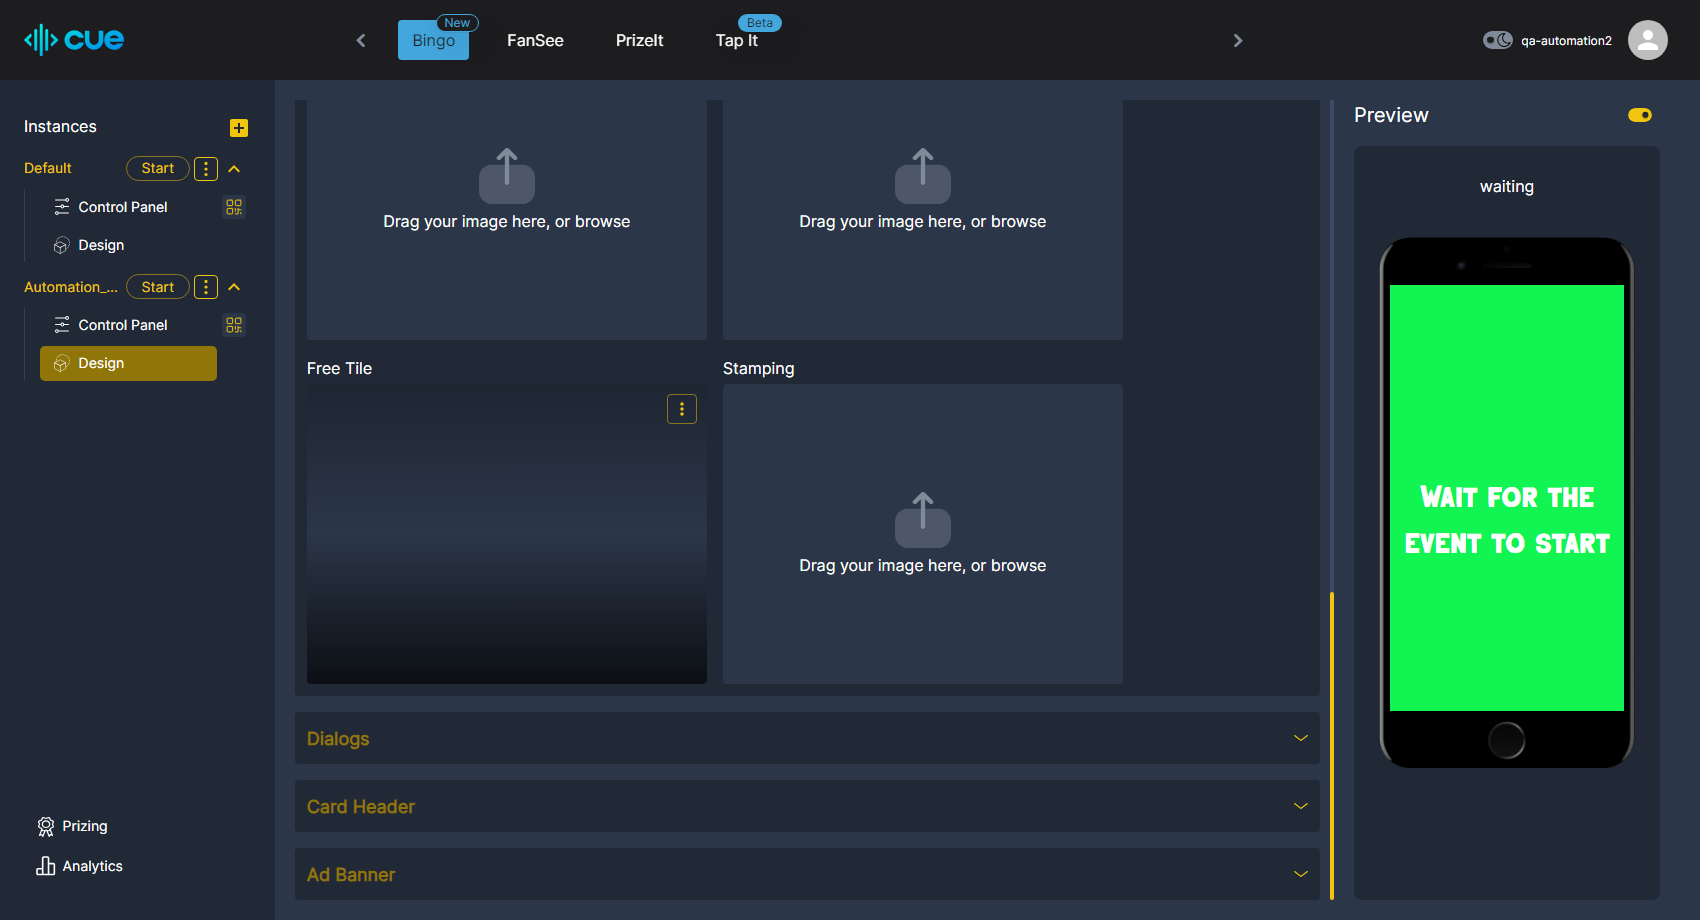 cue
Bingo
New
FanSee
PrizeIt
Tap It
Beta
qa-automation2
Instances
Default
Start
Control Panel
Design
Automation_...
Start
Control Panel
Design
Prizing
Analytics
Drag your image here, or browse
Drag your image here, or browse
Free Tile
Stamping
Drag your image here, or browse
Dialogs
Card Header
Ad Banner
Preview
waiting
WAIT FOR THE
EVENT TO START